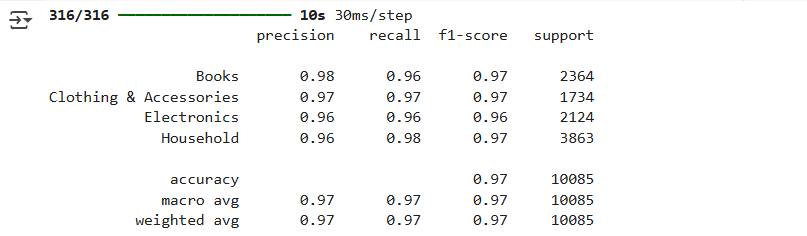 316/316 ━━━━━━━━━━━━━━━━━━━━ 10s 30ms/step
precision recall f1-score support
Books 0.98 0.96 0.97 2364
Clothing & Accessories 0.97 0.97 0.97 1734
Electronics 0.96 0.96 0.96 2124
Household 0.96 0.98 0.97 3863
accuracy 0.97 10085
macro avg 0.97 0.97 0.97 10085
weighted avg 0.97 0.97 0.97 10085